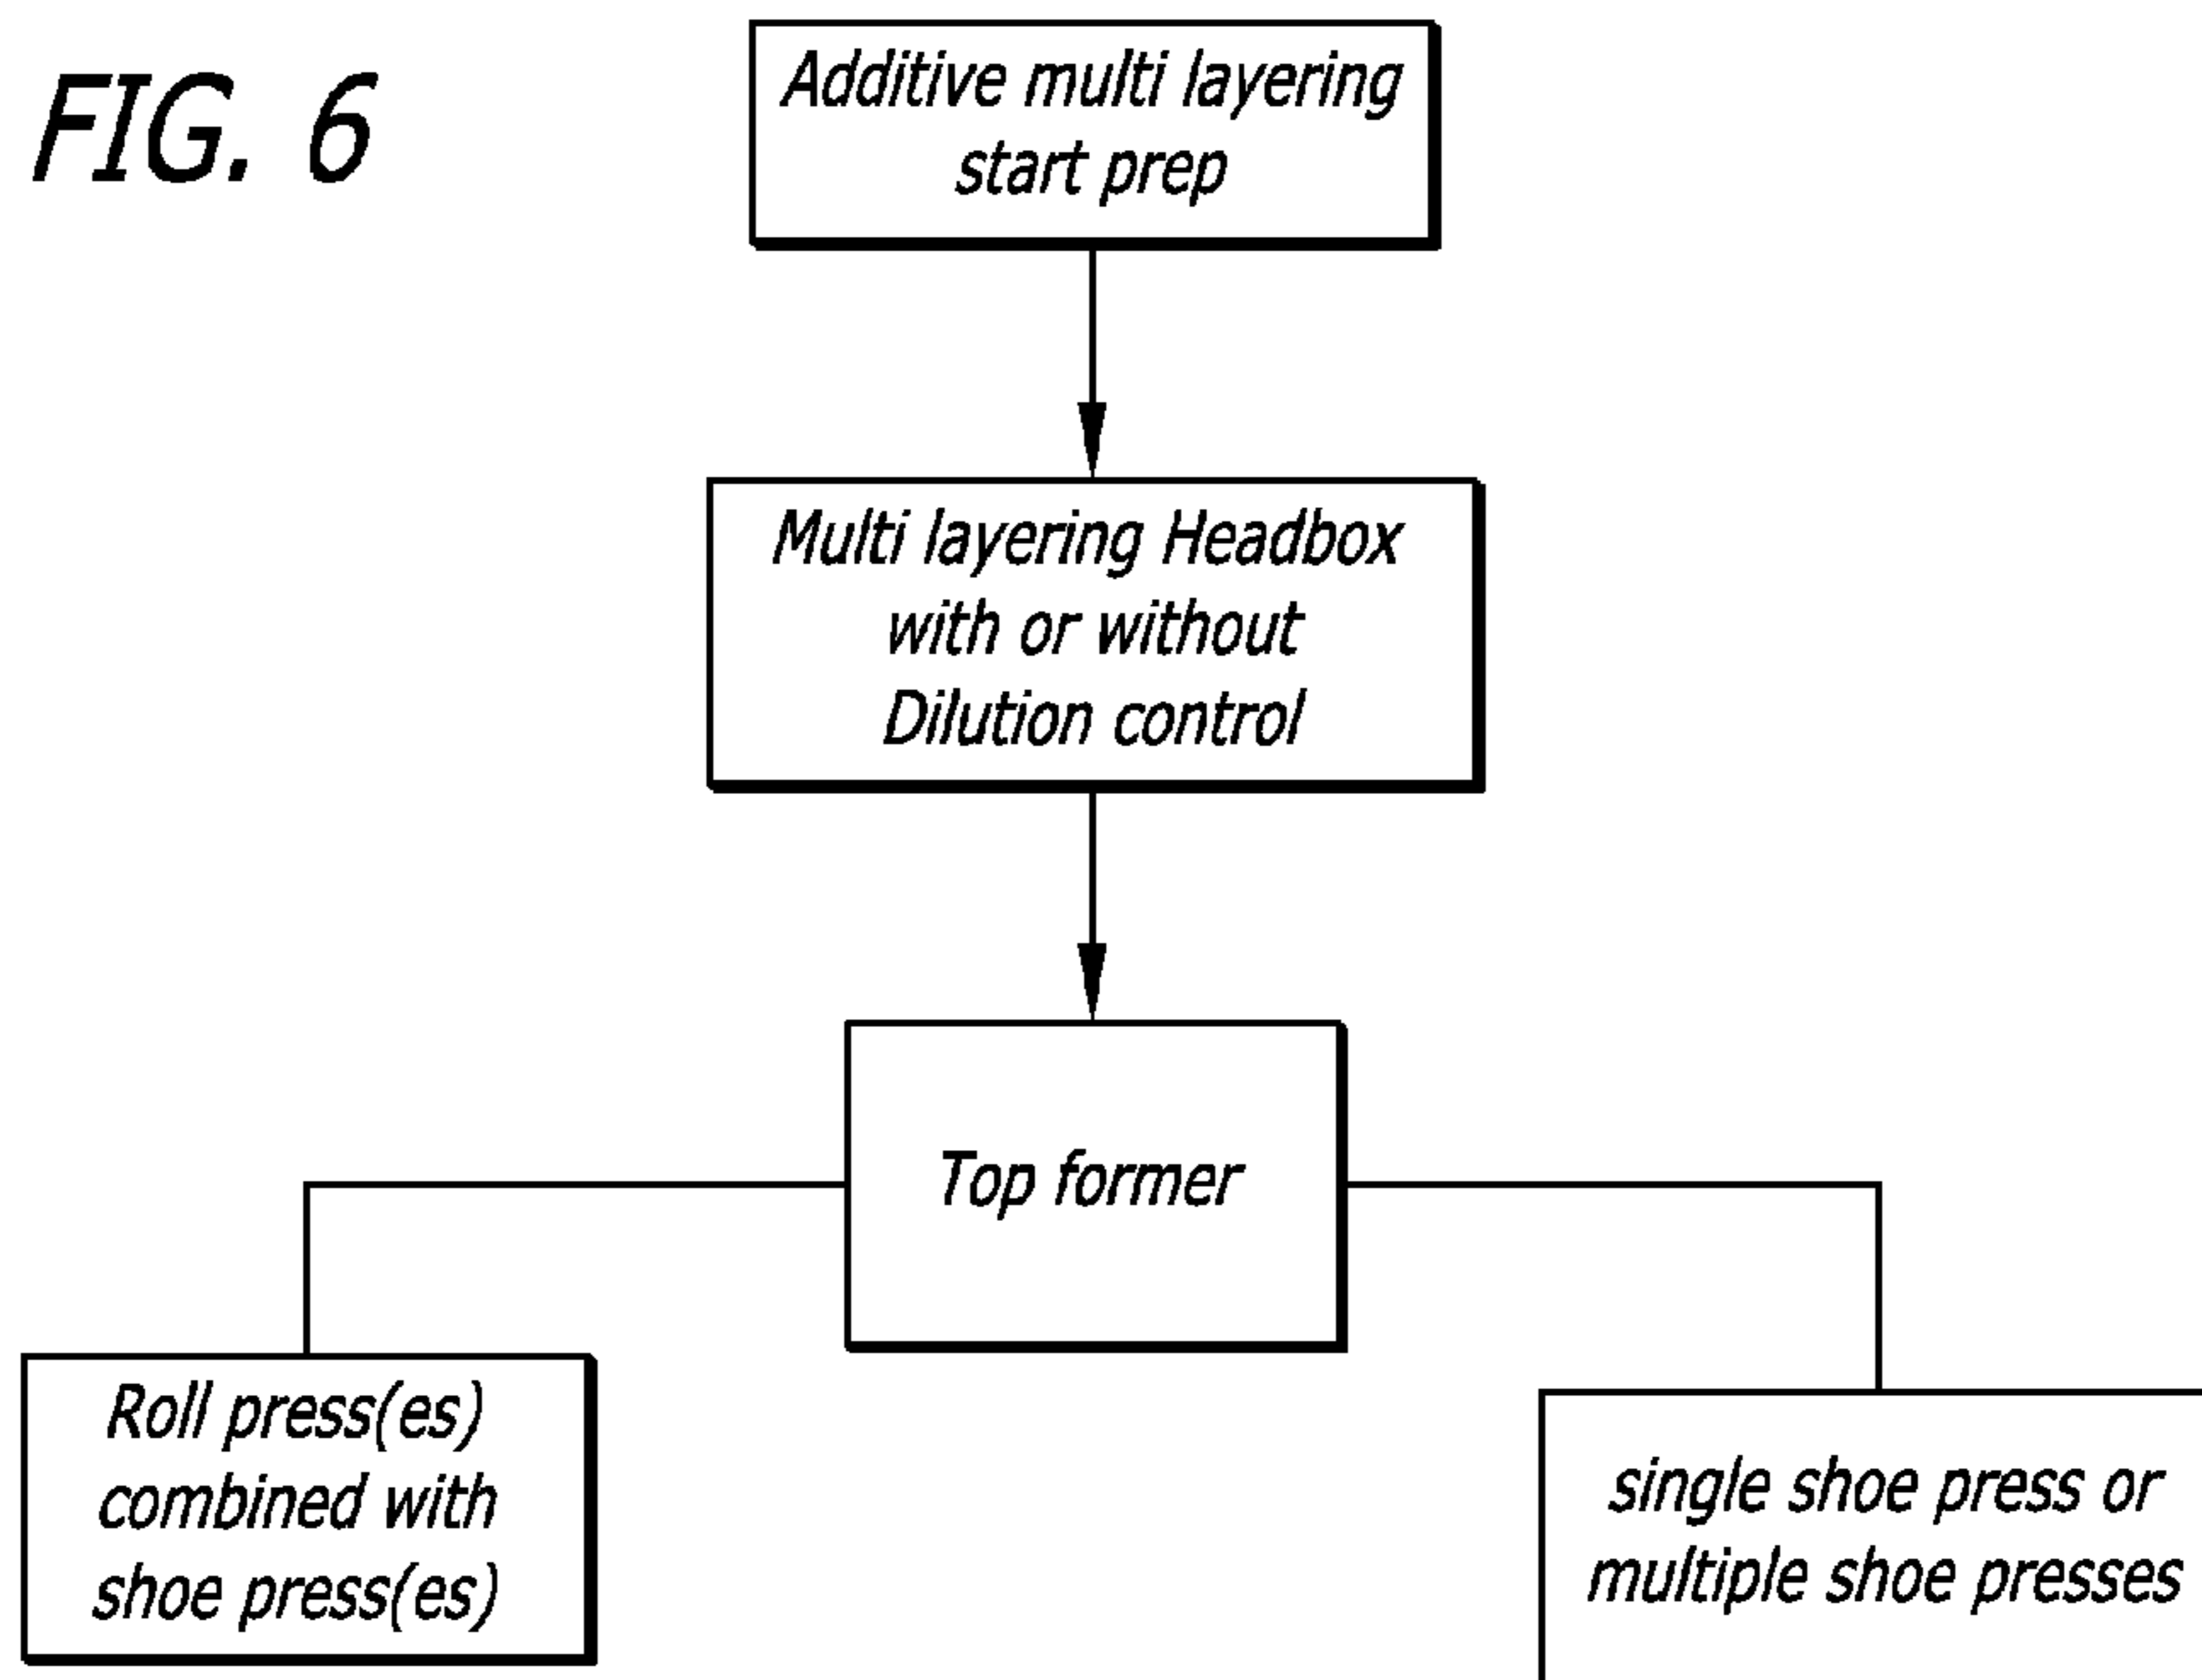 FIG. 6
Additive multi layering
start prep
Multi layering Headbox
with or without
Dilution control
Top former
Roll press(es)
combined with
shoe press(es)
single shoe press or
multiple shoe presses